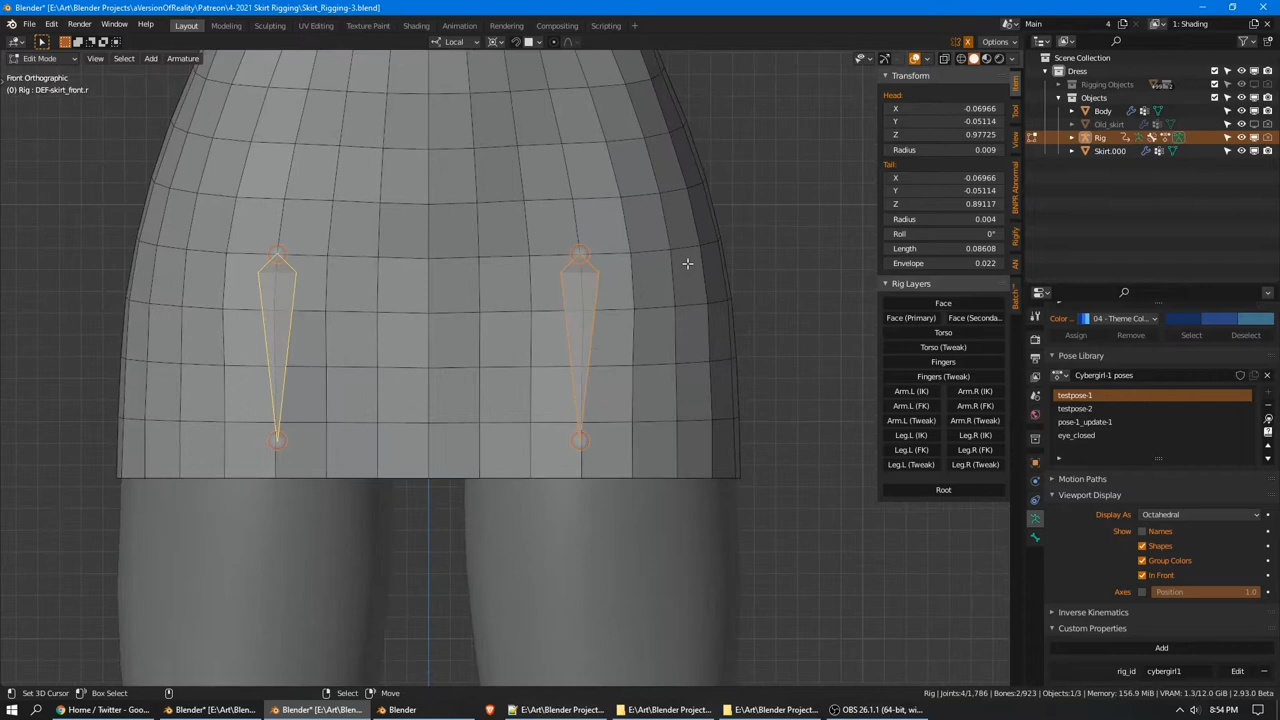 Blender* [E:\Art\Blender Projects\aVersionOfReality\Patreon\4-2021 Skirt Rigging\Skirt_Rigging-3.blend]
File Edit Render Window Help
Layout Modeling Sculpting UV Editing Texture Paint Shading Animation Rendering Compositing Scripting
Main 4 1: Shading
Local Options
Edit Mode View Select Add Armature
Front Orthographic
(0) Rig : DEF-skirt_front.r
Transform
Head:
X -0.06966
Y -0.05114
Z 0.97725
Radius 0.009
Tail:
X -0.06966
Y -0.05114
Z 0.89117
Radius 0.004
Roll 0°
Length 0.08608
Envelope 0.022
Rig Layers
Face
Face (Primary) Face (Seconda...
Torso
Torso (Tweak)
Fingers
Fingers (Tweak)
Arm.L (IK) Arm.R (IK)
Arm.L (FK) Arm.R (FK)
Arm.L (Tweak) Arm.R (Tweak)
Leg.L (IK) Leg.R (IK)
Leg.L (FK) Leg.R (FK)
Leg.L (Tweak) Leg.R (Tweak)
Root
Item
Tool
View
BNPR Abnormal
Rigify
AN
Batch™
Scene Collection
Dress
Rigging Objects
Objects
Body
Old_skirt
Rig
Skirt.000
Color ... 04 - Theme Col...
Assign Remove Select Deselect
Pose Library
Cybergirl-1 poses
testpose-1
testpose-2
pose-1_update-1
eye_closed
Motion Paths
Viewport Display
Display As Octahedral
Show Names
Shapes
Group Colors
In Front
Axes Position 1.0
Inverse Kinematics
Custom Properties
Add
rig_id cybergirl1 Edit
Set 3D Cursor Box Select Select Move
Rig | Joints:4/1,786 | Bones:2/923 | Objects:1/3 | Memory: 156.9 MiB | VRAM: 1.3/12.0 GiB | 2.93.0 Beta
Home / Twitter - Goo... Blender* [E:\Art\Blen... Blender* [E:\Art\Blen... Blender E:\Art\Blender Projec... E:\Art\Blender Projec... E:\Art\Blender Projec... OBS 26.1.1 (64-bit, w... 8:54 PM